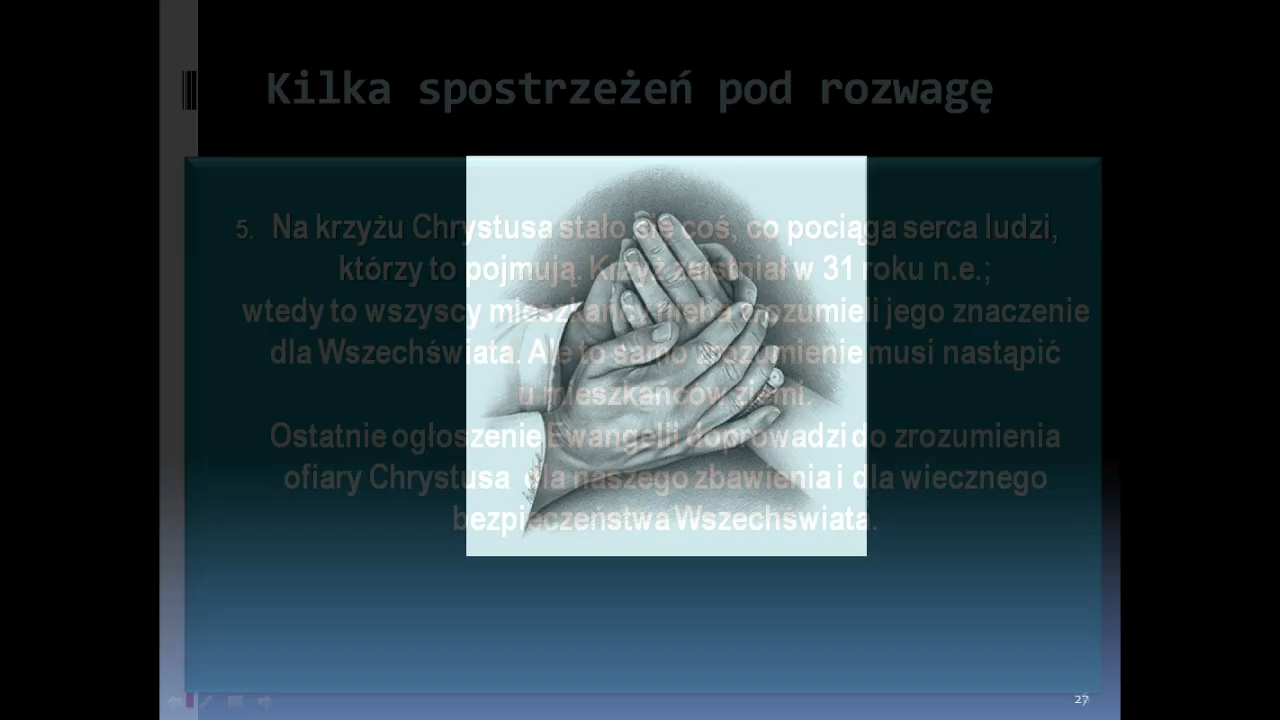 Kilka spostrzeżeń pod rozwagę
5. Na krzyżu Chrystusa stało się coś, co pociąga serca ludzi,
którzy to pojmują. Krzyż zaistniał w 31 roku n.e.;
wtedy to wszyscy mieszkańcy nieba zrozumieli jego znaczenie
dla Wszechświata. Ale to samo zrozumienie musi nastąpić
u mieszkańców ziemi.
Ostatnie ogłoszenie Ewangelii doprowadzi do zrozumienia
ofiary Chrystusa dla naszego zbawienia i dla wiecznego
bezpieczeństwa Wszechświata.
27